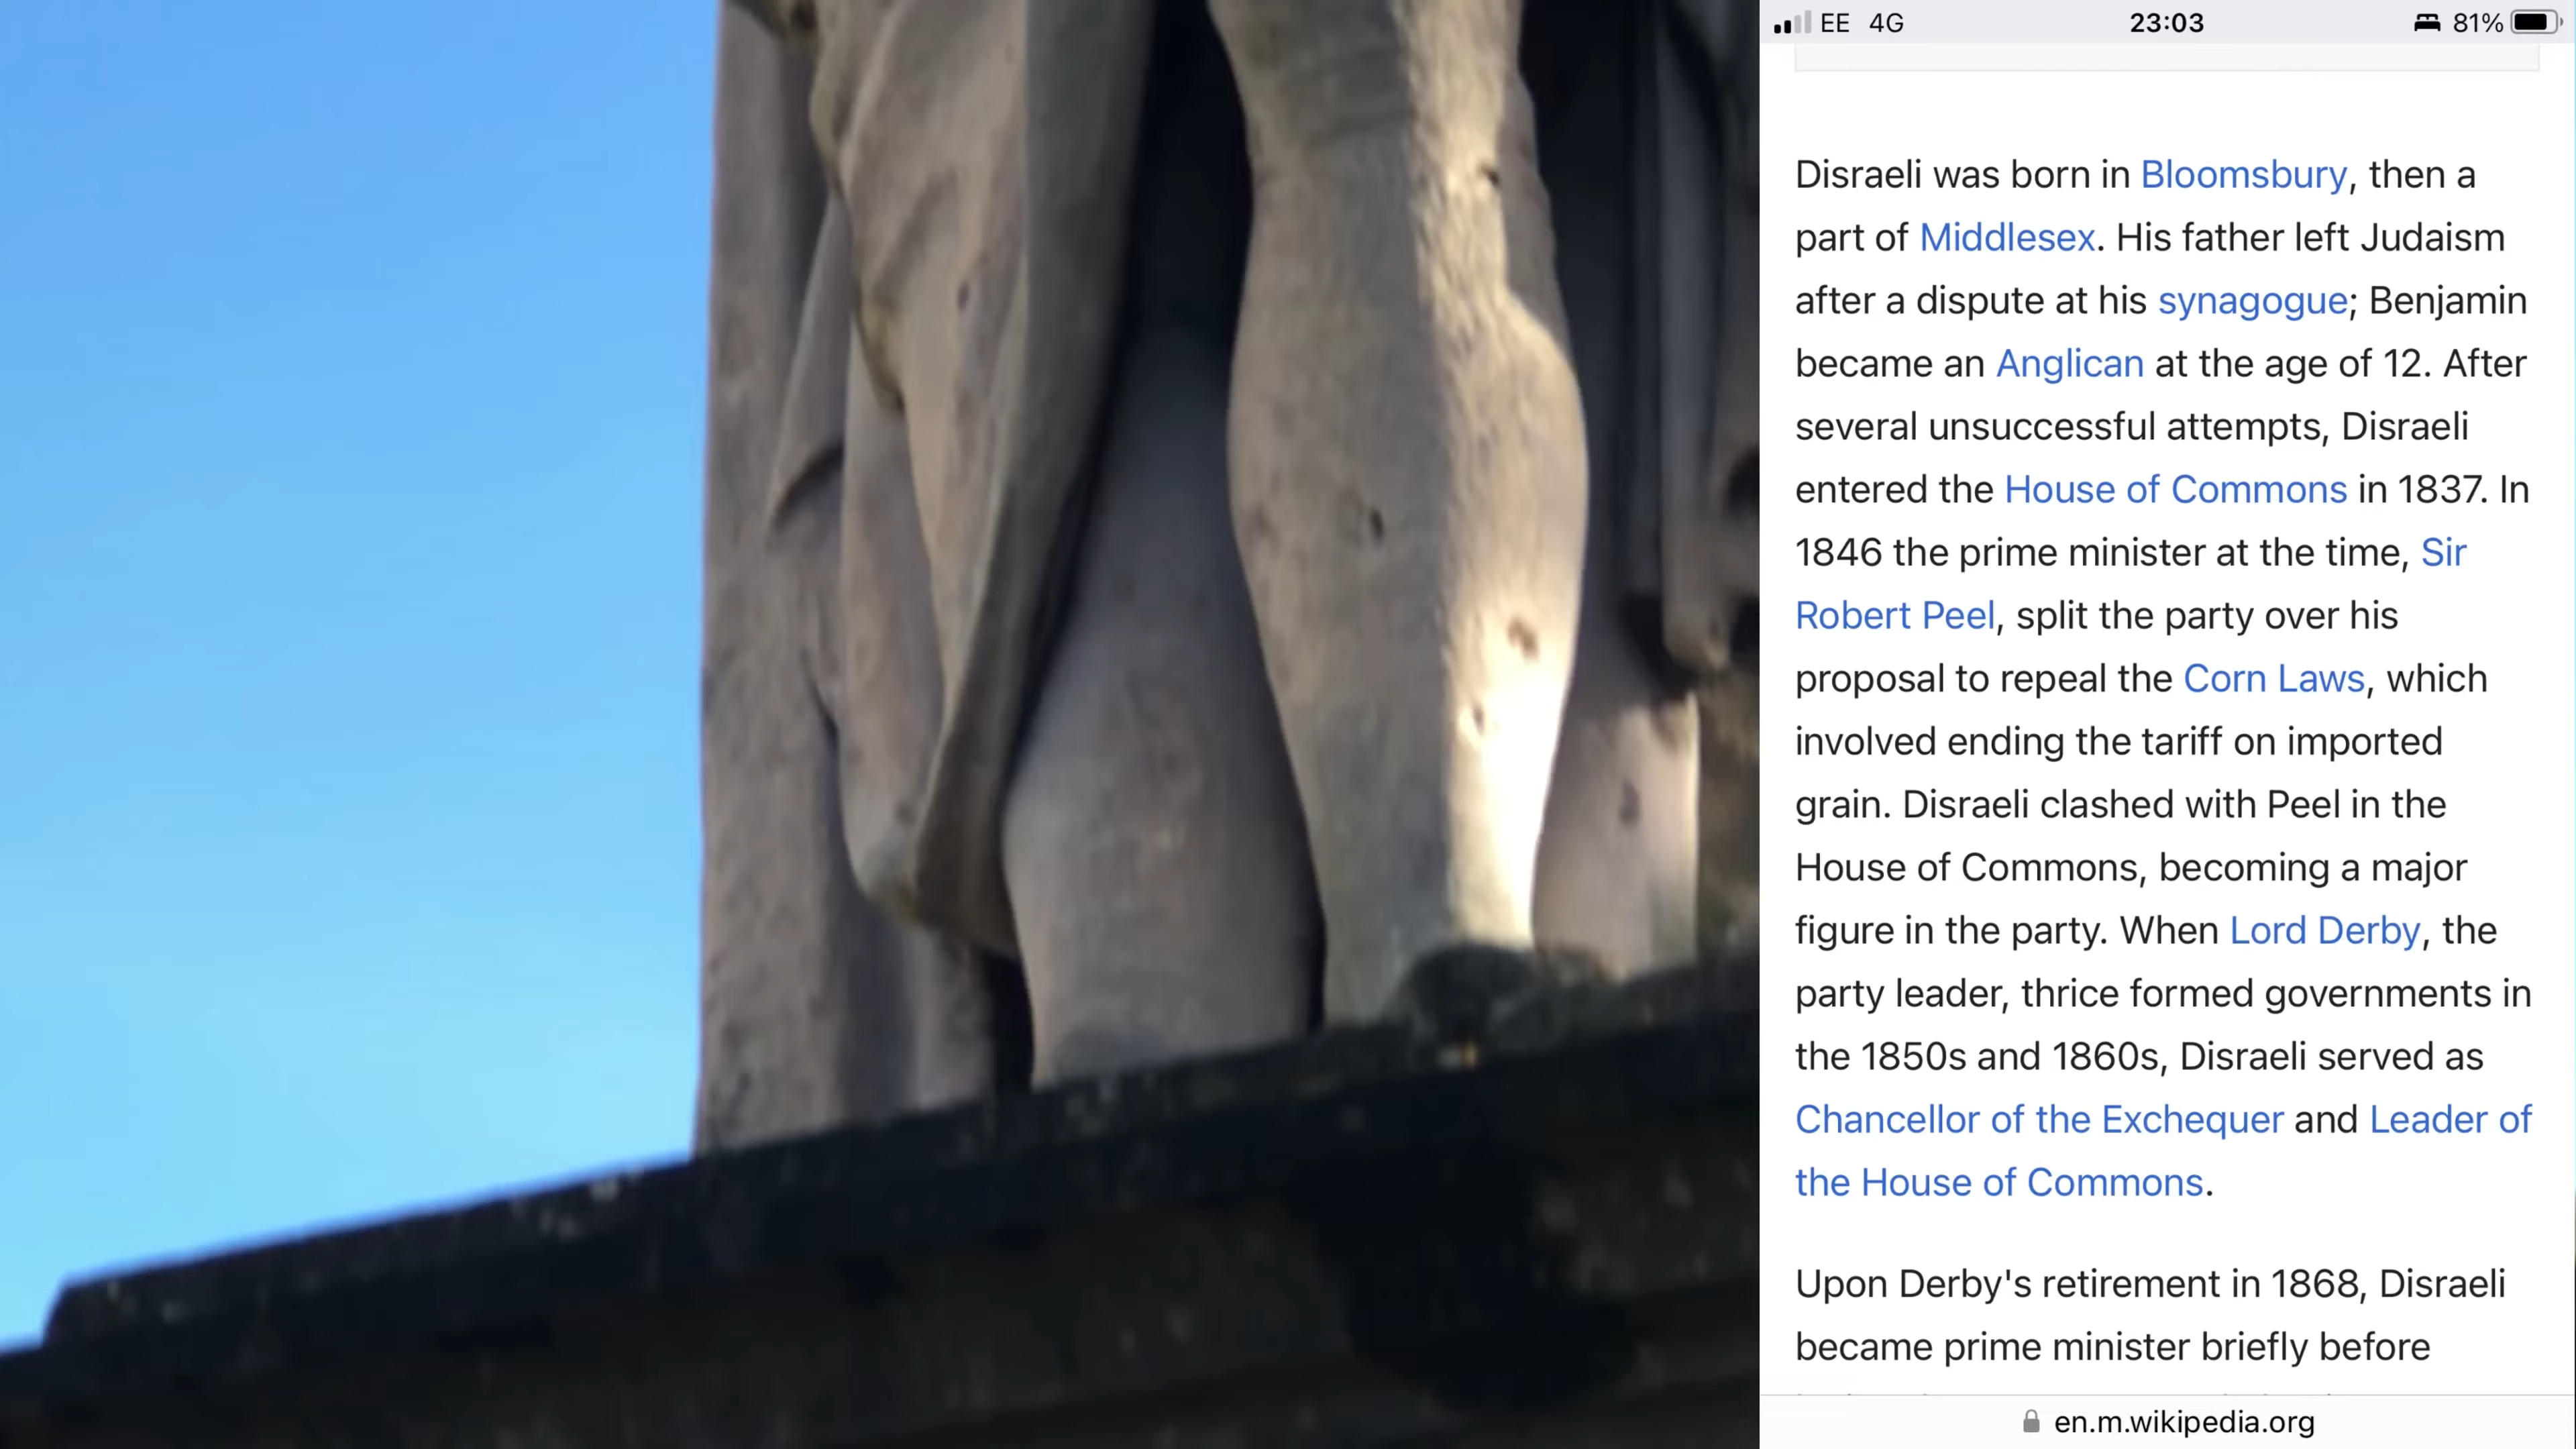 EE 4G 23:03 81%
Disraeli was born in Bloomsbury, then a
part of Middlesex. His father left Judaism
after a dispute at his synagogue; Benjamin
became an Anglican at the age of 12. After
several unsuccessful attempts, Disraeli
entered the House of Commons in 1837. In
1846 the prime minister at the time, Sir
Robert Peel, split the party over his
proposal to repeal the Corn Laws, which
involved ending the tariff on imported
grain. Disraeli clashed with Peel in the
House of Commons, becoming a major
figure in the party. When Lord Derby, the
party leader, thrice formed governments in
the 1850s and 1860s, Disraeli served as
Chancellor of the Exchequer and Leader of
the House of Commons.
Upon Derby's retirement in 1868, Disraeli
became prime minister briefly before
en.m.wikipedia.org